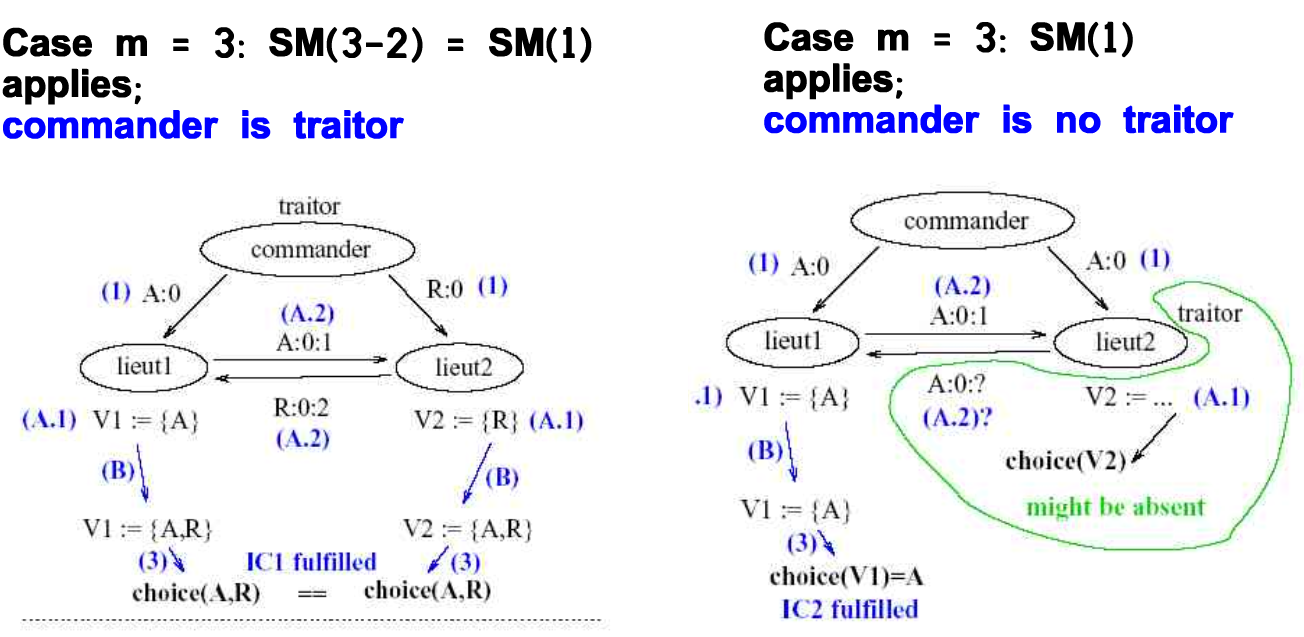 Case m = 3: SM(3-2) = SM(1)
applies;
commander is traitor
traitor
commander
(1) A:0
R:0 (1)
(A.2)
A:0:1
lieut1
lieut2
R:0:2
(A.2)
(A.1) V1 := {A}
V2 := {R} (A.1)
(B)
(B)
V1 := {A,R}
V2 := {A,R}
(3)
IC1 fulfilled
(3)
choice(A,R) == choice(A,R)
Case m = 3: SM(1)
applies;
commander is no traitor
commander
(1) A:0
A:0 (1)
(A.2)
A:0:1
traitor
lieut1
lieut2
A:0:?
(A.2)?
.1) V1 := {A}
V2 := ... (A.1)
(B)
choice(V2)
might be absent
V1 := {A}
(3)
choice(V1)=A
IC2 fulfilled